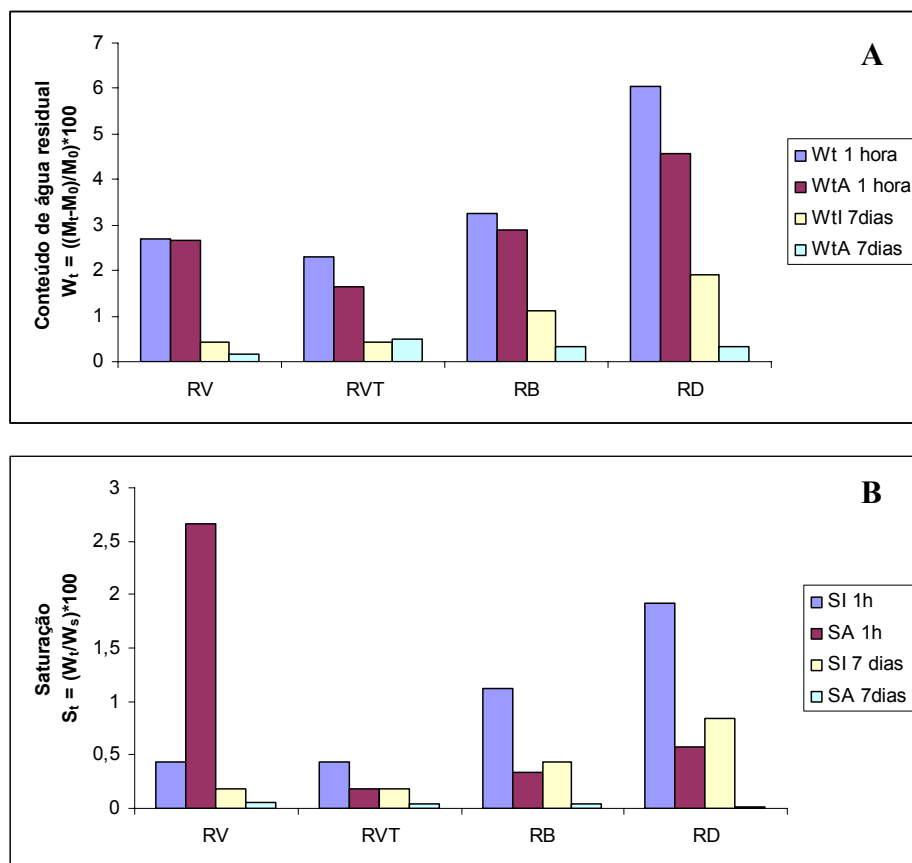 A
Conteúdo de água residual
Wt = ((Mt-M0)/M0)*100
7
6
5
4
3
2
1
0
RV RVT RB RD
Wt 1 hora
WtA 1 hora
WtI 7dias
WtA 7dias
B
Saturação
St = (Wt/Ws)*100
3
2,5
2
1,5
1
0,5
0
RV RVT RB RD
SI 1h
SA 1h
SI 7 dias
SA 7dias